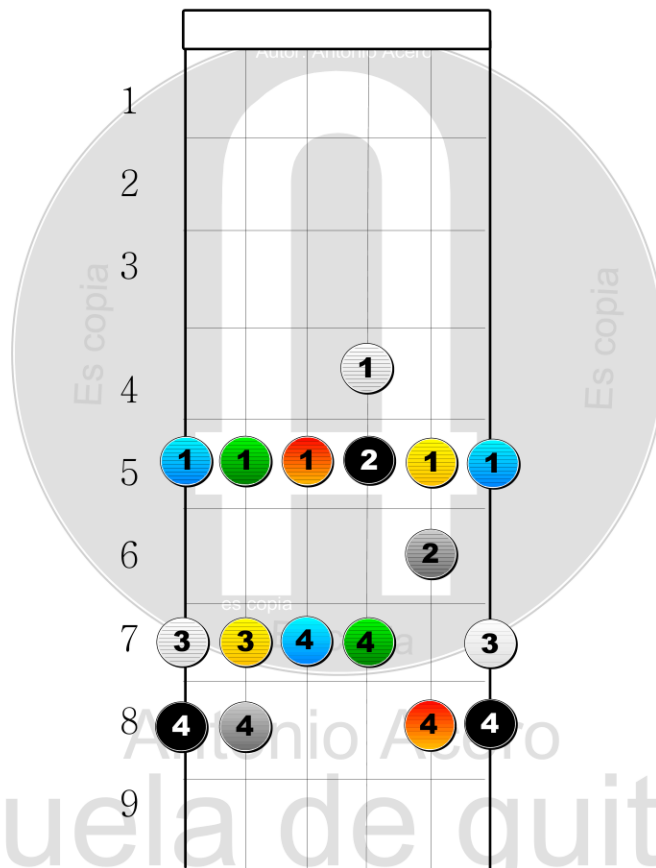 Autor: Antonio Acero
1
2
3
Es copia
Es copia
1
4
1 1 1 2 1 1
5
2
6
es copia
3 3 4 4 3
7
4 4 4 4
8
Antonio Acero
uela de guit
9